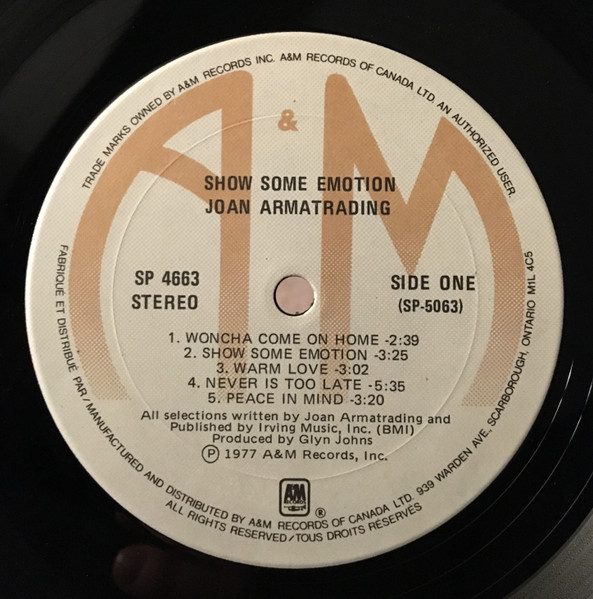 TRADE MARKS OWNED BY A&M RECORDS INC. A&M RECORDS OF CANADA LTD. AN AUTHORIZED USER.
A & M
SHOW SOME EMOTION
JOAN ARMATRADING
SP 4663
STEREO
SIDE ONE
(SP-5063)
1. WONCHA COME ON HOME -2:39
2. SHOW SOME EMOTION -3:25
3. WARM LOVE -3:02
4. NEVER IS TOO LATE -5:35
5. PEACE IN MIND -3:20
All selections written by Joan Armatrading and
Published by Irving Music, Inc. (BMI)
Produced by Glyn Johns
Ⓟ 1977 A&M Records, Inc.
A&M
RECORDS
®
FABRIQUÉ ET DISTRIBUÉ PAR / MANUFACTURED AND DISTRIBUTED BY A&M RECORDS OF CANADA LTD. 939 WARDEN AVE., SCARBOROUGH, ONTARIO M1L 4C5
ALL RIGHTS RESERVED/TOUS DROITS RÉSERVÉS